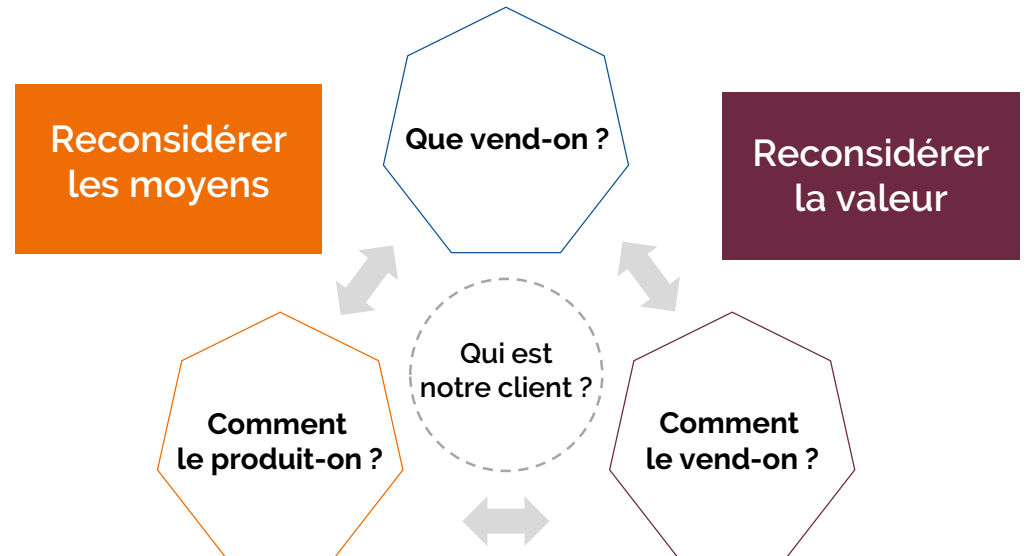 Que vend-on ?
Reconsidérer
les moyens
Reconsidérer
la valeur
Qui est
notre client ?
Comment
le produit-on ?
Comment
le vend-on ?